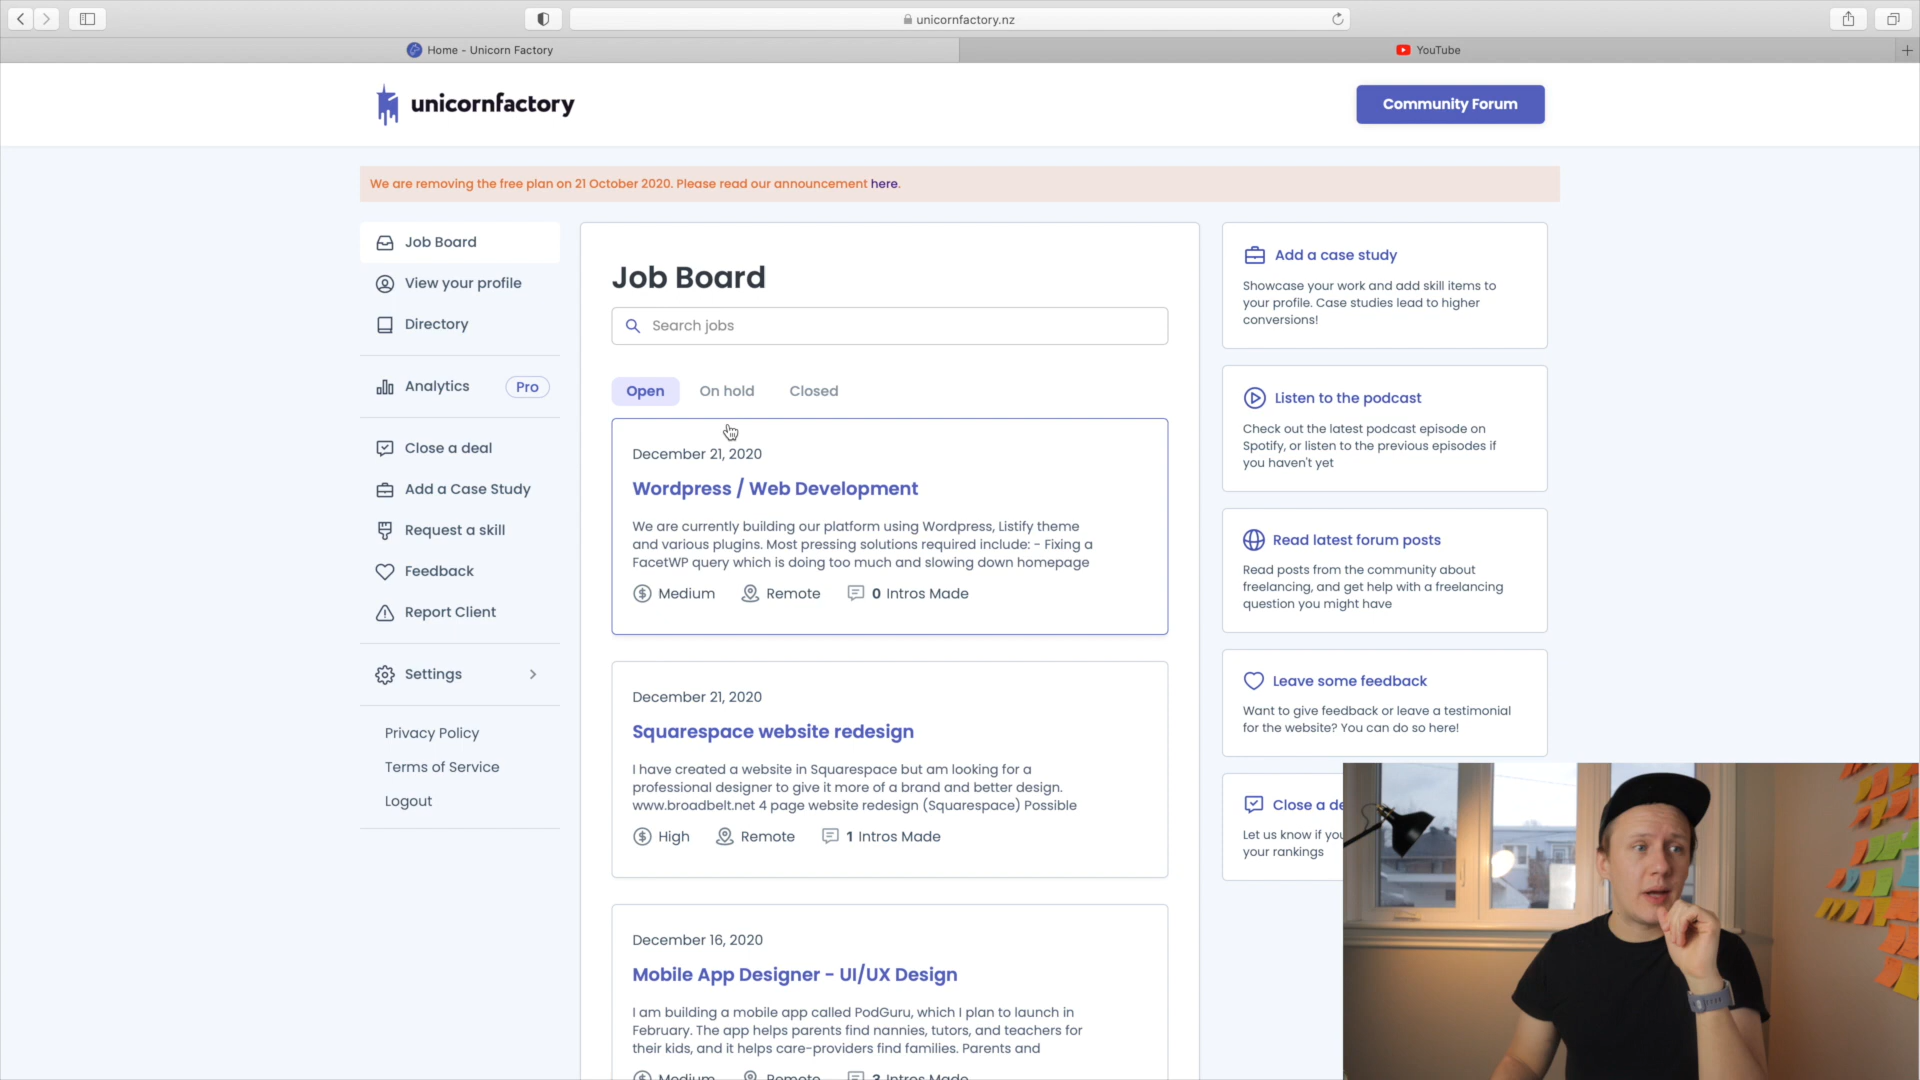 unicornfactory.nz
Home - Unicorn Factory
YouTube
unicornfactory
Community Forum
We are removing the free plan on 21 October 2020. Please read our announcement here.
Job Board
View your profile
Directory
Analytics
Pro
Close a deal
Add a Case Study
Request a skill
Feedback
Report Client
Settings
Privacy Policy
Terms of Service
Logout
Job Board
Search jobs
Open
On hold
Closed
December 21, 2020
Wordpress / Web Development
We are currently building our platform using Wordpress, Listify theme
and various plugins. Most pressing solutions required include: - Fixing a
FacetWP query which is doing too much and slowing down homepage
Medium
Remote
0 Intros Made
December 21, 2020
Squarespace website redesign
I have created a website in Squarespace but am looking for a
professional designer to give it more of a brand and better design.
www.broadbelt.net 4 page website redesign (Squarespace) Possible
High
Remote
1 Intros Made
December 16, 2020
Mobile App Designer - UI/UX Design
I am building a mobile app called PodGuru, which I plan to launch in
February. The app helps parents find nannies, tutors, and teachers for
their kids, and it helps care-providers find families. Parents and
Medium
Remote
3 Intros Made
Add a case study
Showcase your work and add skill items to
your profile. Case studies lead to higher
conversions!
Listen to the podcast
Check out the latest podcast episode on
Spotify, or listen to the previous episodes if
you haven't yet
Read latest forum posts
Read posts from the community about
freelancing, and get help with a freelancing
question you might have
Leave some feedback
Want to give feedback or leave a testimonial
for the website? You can do so here!
Close a de
Let us know if you
your rankings